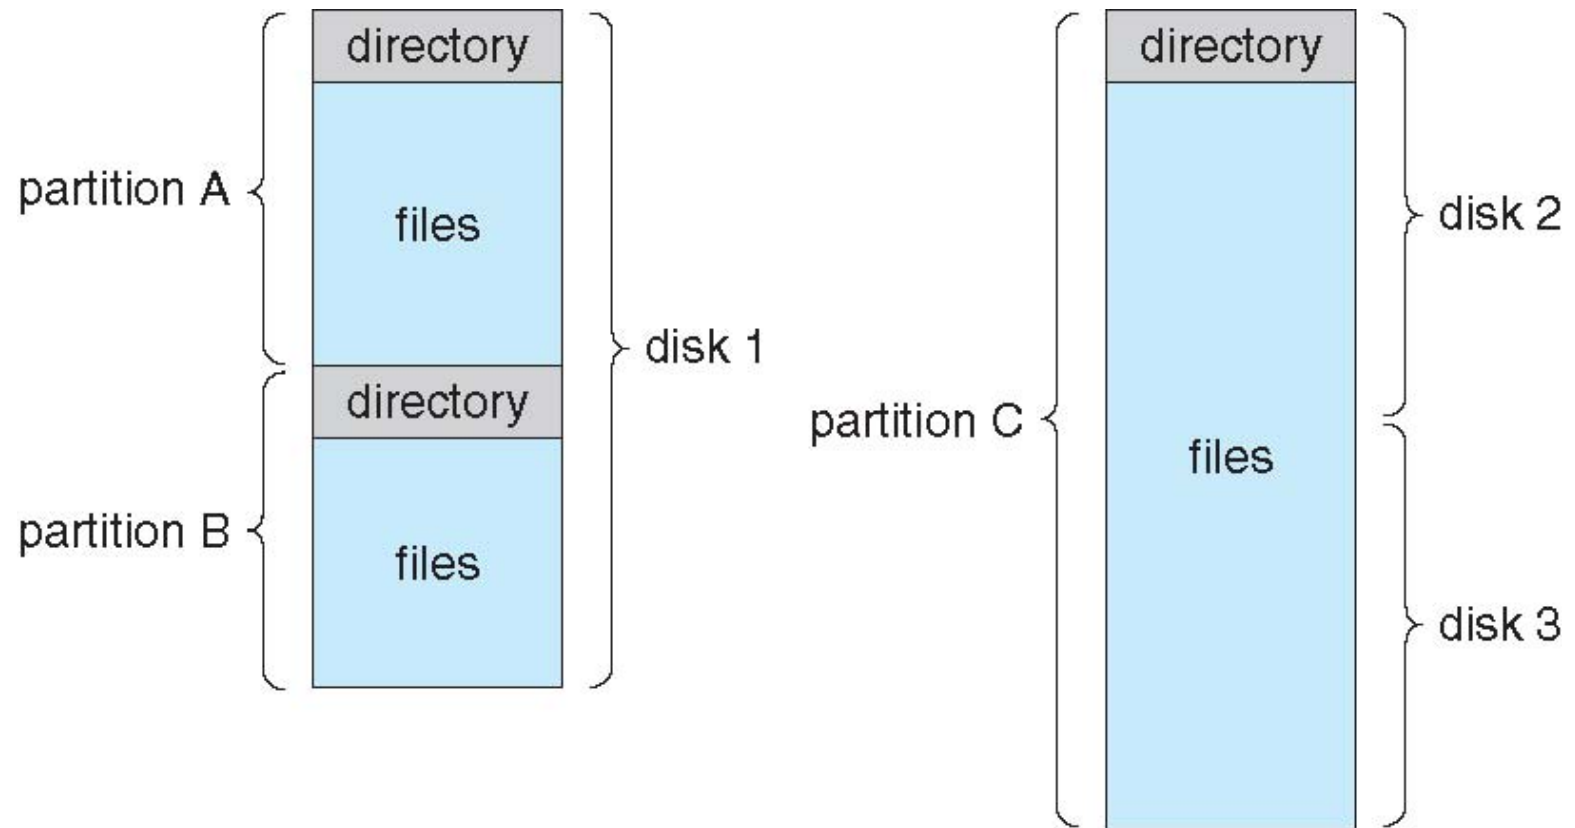 directory
partition A
files
disk 1
directory
partition B
files
directory
disk 2
partition C
files
disk 3